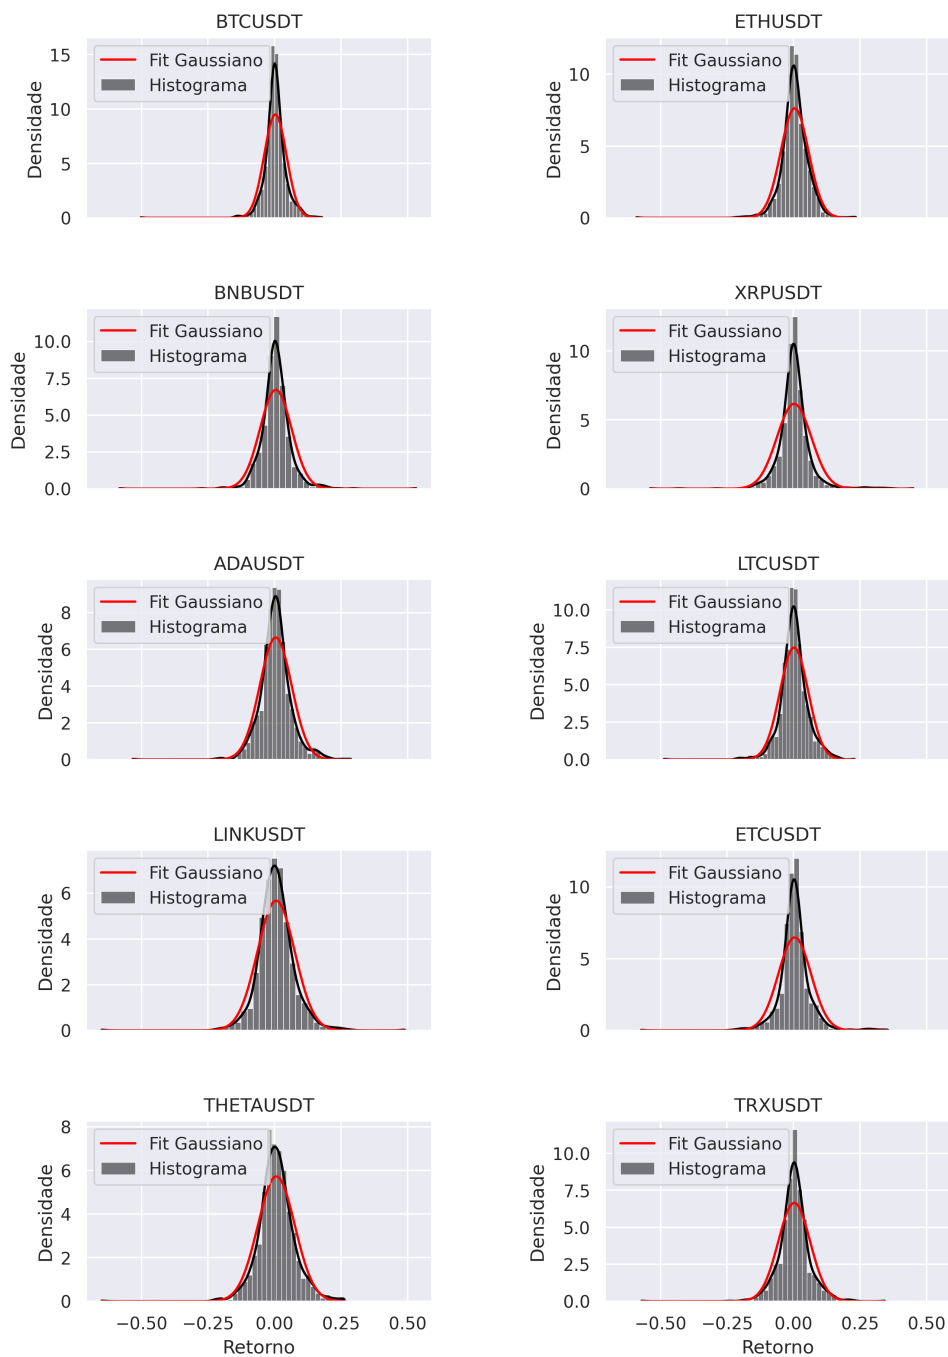 BTCUSDT
Densidade
15
10
5
0
Fit Gaussiano
Histograma
ETHUSDT
Densidade
10
5
0
Fit Gaussiano
Histograma
BNBUSDT
Densidade
10.0
7.5
5.0
2.5
0.0
Fit Gaussiano
Histograma
XRPUSDT
Densidade
10
5
0
Fit Gaussiano
Histograma
ADAUSDT
Densidade
8
6
4
2
0
Fit Gaussiano
Histograma
LTCUSDT
Densidade
10.0
7.5
5.0
2.5
0.0
Fit Gaussiano
Histograma
LINKUSDT
Densidade
6
4
2
0
Fit Gaussiano
Histograma
ETCUSDT
Densidade
10
5
0
Fit Gaussiano
Histograma
THETAUSDT
Densidade
8
6
4
2
0
Fit Gaussiano
Histograma
−0.50 −0.25 0.00 0.25 0.50
Retorno
TRXUSDT
Densidade
10.0
7.5
5.0
2.5
0.0
Fit Gaussiano
Histograma
−0.50 −0.25 0.00 0.25 0.50
Retorno